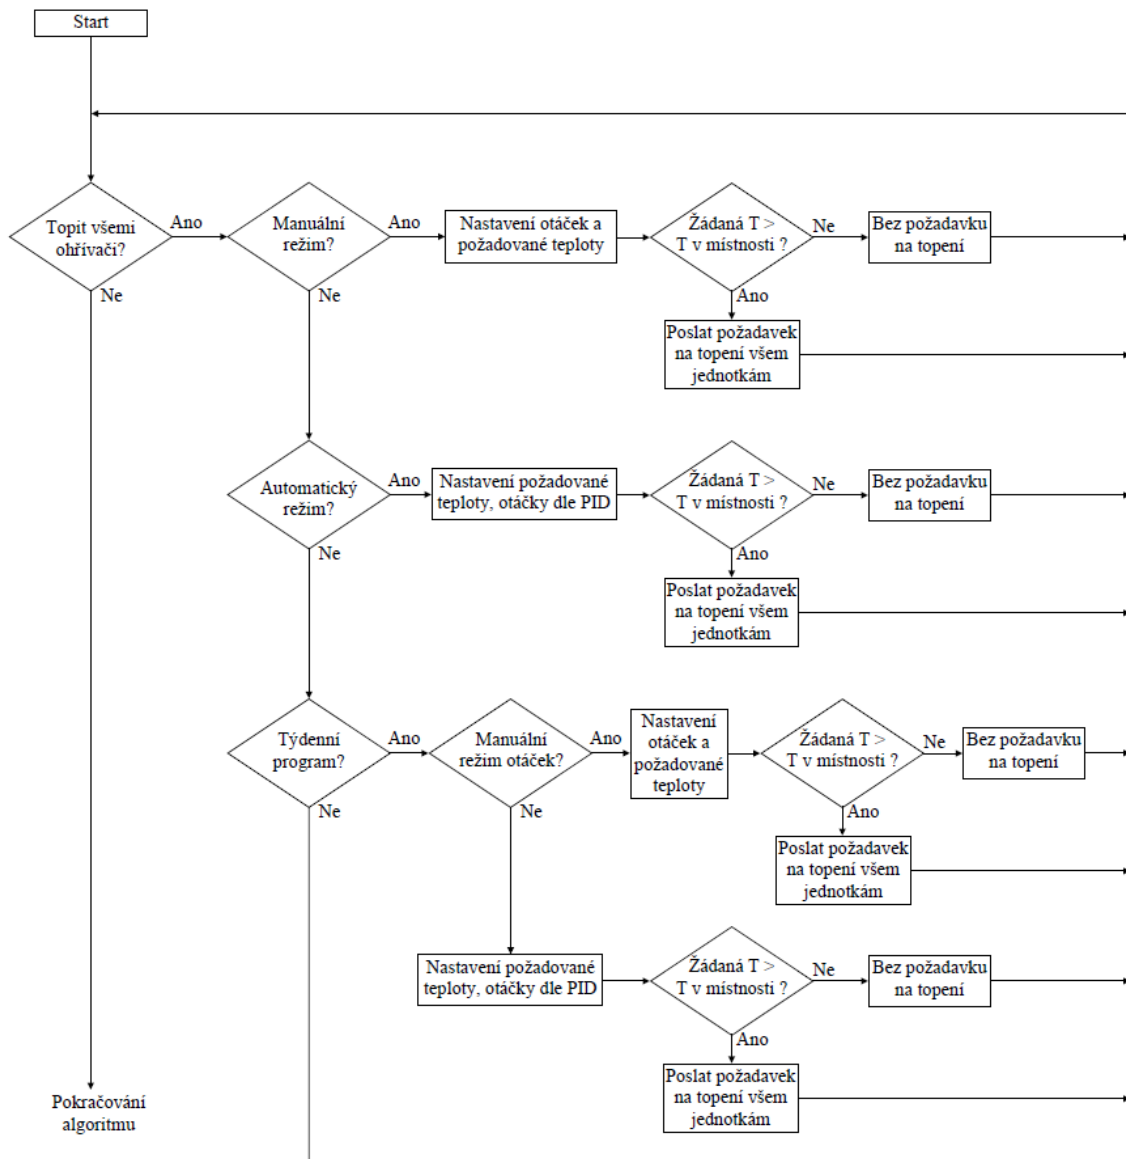 Start
Topit všemi
ohřívači?
Ano
Ne
Manuální
režim?
Ano
Ne
Nastavení otáček a
požadované teploty
Žádaná T >
T v místnosti ?
Ne
Ano
Bez požadavku
na topení
Poslat požadavek
na topení všem
jednotkám
Automatický
režim?
Ano
Ne
Nastavení požadované
teploty, otáčky dle PID
Žádaná T >
T v místnosti ?
Ne
Ano
Bez požadavku
na topení
Poslat požadavek
na topení všem
jednotkám
Týdenní
program?
Ano
Ne
Manuální
režim otáček?
Ano
Ne
Nastavení
otáček a
požadované
teploty
Žádaná T >
T v místnosti ?
Ne
Ano
Bez požadavku
na topení
Poslat požadavek
na topení všem
jednotkám
Nastavení požadované
teploty, otáčky dle PID
Žádaná T >
T v místnosti ?
Ne
Ano
Bez požadavku
na topení
Poslat požadavek
na topení všem
jednotkám
Pokračování
algoritmu